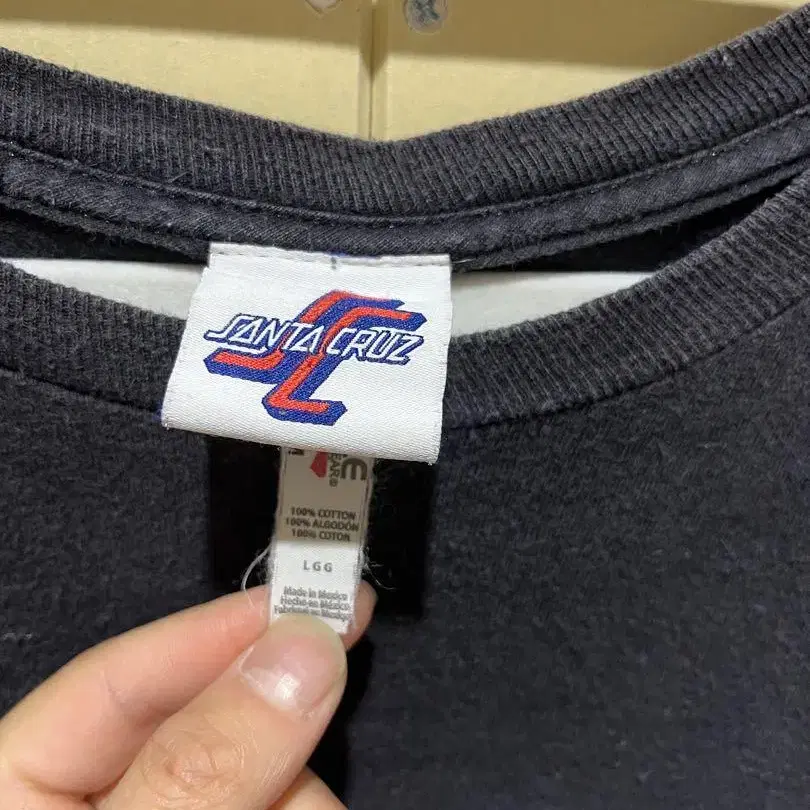 SANTA CRUZ
100% COTTON
100% ALGODÓN
100% COTON
LGG
Made in Mexico
Hecho en México